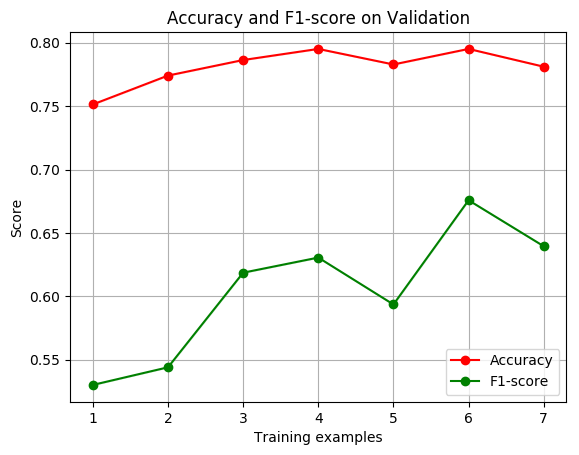 Accuracy and F1-score on Validation
0.80
0.75
0.70
0.65
0.60
0.55
Score
1 2 3 4 5 6 7
Training examples
Accuracy
F1-score